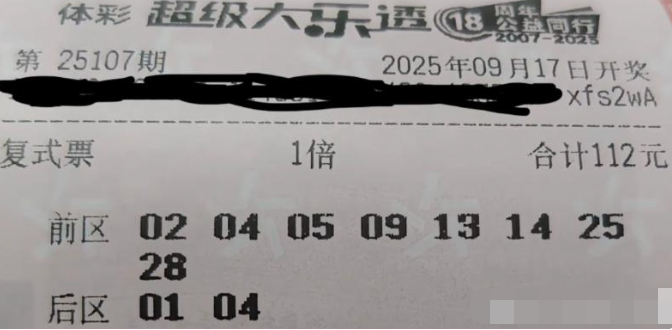 体彩 超级大乐透 18周年 公益同行 2007-2025
第 25107期 2025年09月17日开奖
xfs2wA
复式票 1倍 合计112元
前区 02 04 05 09 13 14 25
28
后区 01 04